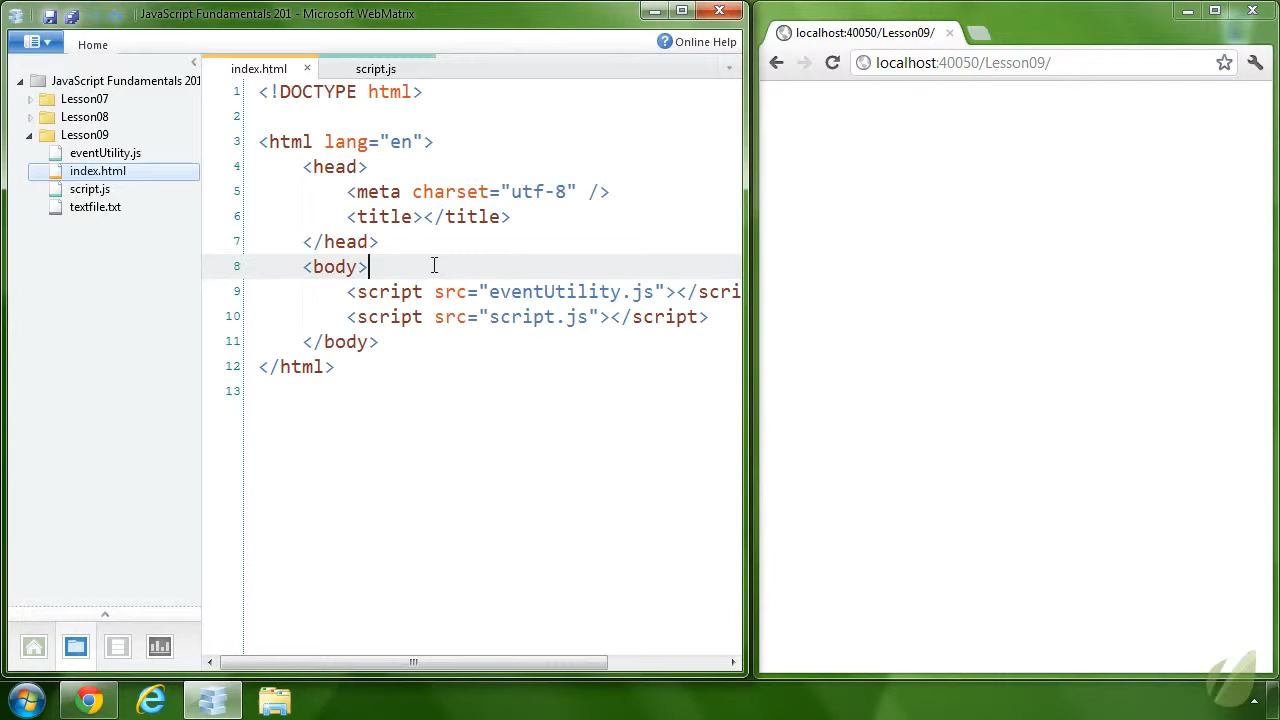 JavaScript Fundamentals 201 - Microsoft WebMatrix
Home
Online Help
JavaScript Fundamentals 201
Lesson07
Lesson08
Lesson09
eventUtility.js
index.html
script.js
textfile.txt
index.html
script.js
1 <!DOCTYPE html>
2
3 <html lang="en">
4 <head>
5 <meta charset="utf-8" />
6 <title></title>
7 </head>
8 <body>
9 <script src="eventUtility.js"></scri
10 <script src="script.js"></script>
11 </body>
12 </html>
13
localhost:40050/Lesson09/
localhost:40050/Lesson09/